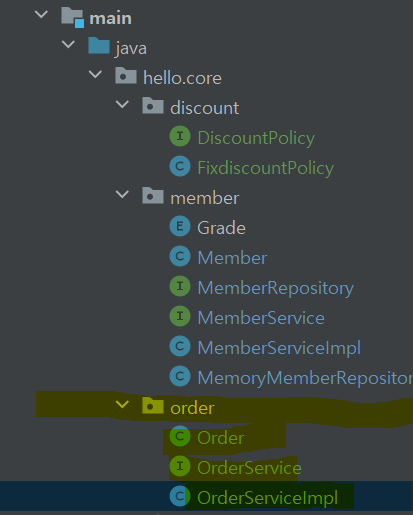 main
java
hello.core
discount
I DiscountPolicy
C FixdiscountPolicy
member
E Grade
C Member
I MemberRepository
I MemberService
C MemberServiceImpl
C MemoryMemberRepositor
order
C Order
I OrderService
C OrderServiceImpl